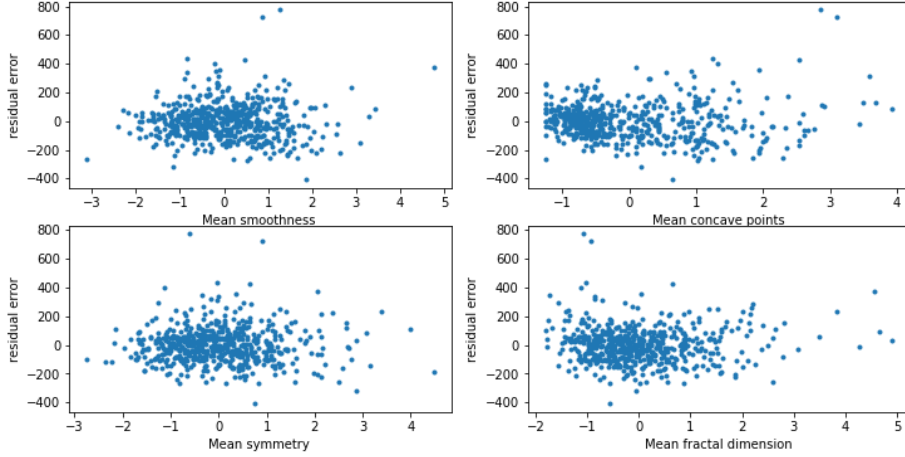 800
600
400
200
0
−200
−400
residual error
−3 −2 −1 0 1 2 3 4 5
Mean smoothness
800
600
400
200
0
−200
−400
residual error
−1 0 1 2 3 4
Mean concave points
800
600
400
200
0
−200
−400
residual error
−3 −2 −1 0 1 2 3 4
Mean symmetry
800
600
400
200
0
−200
−400
residual error
−2 −1 0 1 2 3 4 5
Mean fractal dimension